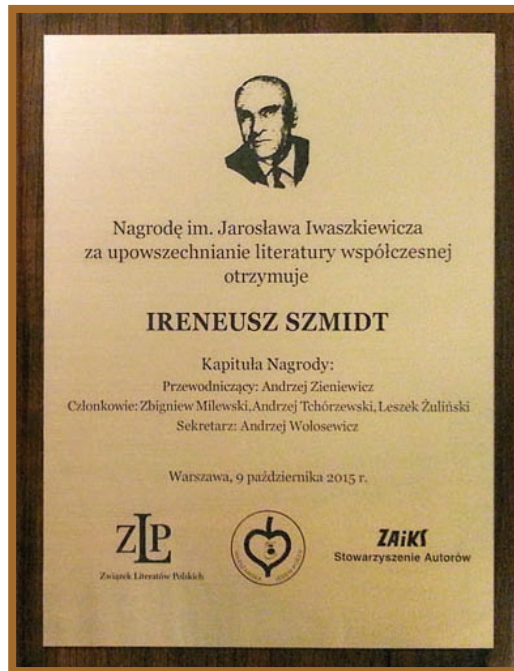 Nagrodę im. Jarosława Iwaszkiewicza
za upowszechnianie literatury współczesnej
otrzymuje
IRENEUSZ SZMIDT
Kapituła Nagrody:
Przewodniczący: Andrzej Zieniewicz
Członkowie: Zbigniew Milewski, Andrzej Tchórzewski, Leszek Żuliński
Sekretarz: Andrzej Wołosewicz
Warszawa, 9 października 2015 r.
ZLP
Związek Literatów Polskich
ZAiKS
Stowarzyszenie Autorów